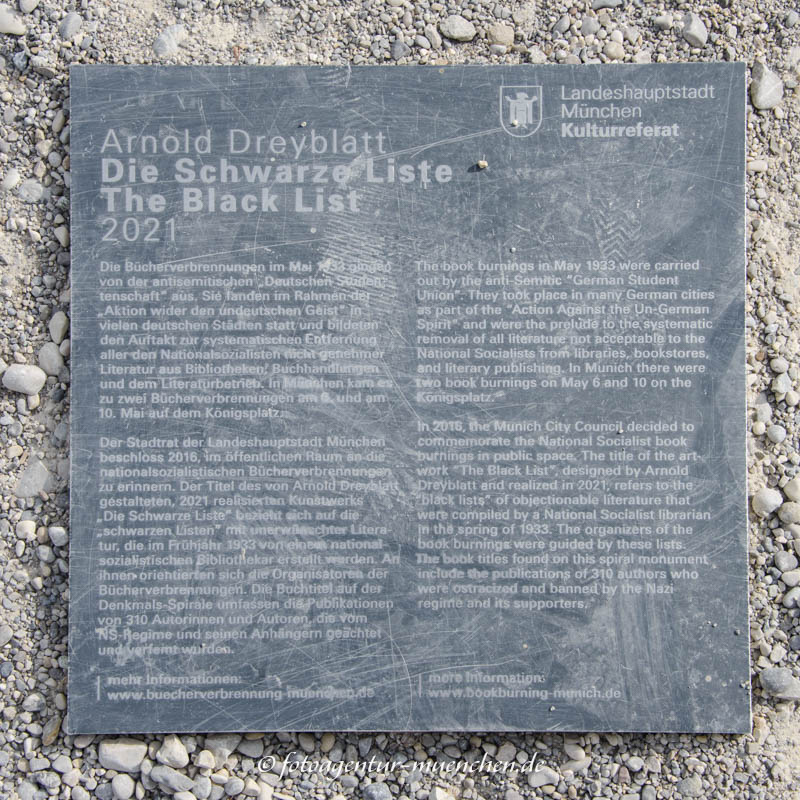 Landeshauptstadt
München
Kulturreferat
Arnold Dreyblatt
Die Schwarze Liste
The Black List
2021
Die Bücherverbrennungen im Mai 1933 gingen
von der antisemitischen „Deutschen Studen-
tenschaft“ aus. Sie fanden im Rahmen der
„Aktion wider den undeutschen Geist“ in
vielen deutschen Städten statt und bildeten
den Auftakt zur systematischen Entfernung
aller den Nationalsozialisten nicht genehmer
Literatur aus Bibliotheken, Buchhandlungen
und dem Literaturbetrieb. In München kam es
zu zwei Bücherverbrennungen am 6. und am
10. Mai auf dem Königsplatz.
Der Stadtrat der Landeshauptstadt München
beschloss 2016, im öffentlichen Raum an die
nationalsozialistischen Bücherverbrennungen
zu erinnern. Der Titel des von Arnold Dreyblatt
gestalteten, 2021 realisierten Kunstwerks
„Die Schwarze Liste“ bezieht sich auf die
„schwarzen Listen“ mit unerwünschter Litera-
tur, die im Frühjahr 1933 von einem national-
sozialistischen Bibliothekar erstellt wurden. An
ihnen orientierten sich die Organisatoren der
Bücherverbrennungen. Die Buchtitel auf der
Denkmals-Spirale umfassen die Publikationen
von 310 Autorinnen und Autoren, die vom
NS-Regime und seinen Anhängern geächtet
und verfemt wurden.
mehr Informationen:
www.buecherverbrennung-muenchen.de
The book burnings in May 1933 were carried
out by the anti-Semitic "German Student
Union". They took place in many German cities
as part of the "Action Against the Un-German
Spirit" and were the prelude to the systematic
removal of all literature not acceptable to the
National Socialists from libraries, bookstores,
and literary publishing. In Munich there were
two book burnings on May 6 and 10 on the
Königsplatz.
In 2016, the Munich City Council decided to
commemorate the National Socialist book
burnings in public space. The title of the art-
work "The Black List", designed by Arnold
Dreyblatt and realized in 2021, refers to the
"black lists" of objectionable literature that
were compiled by a National Socialist librarian
in the spring of 1933. The organizers of the
book burnings were guided by these lists.
The book titles found on this spiral monument
include the publications of 310 authors who
were ostracized and banned by the Nazi
regime and its supporters.
more Information:
www.bookburning-munich.de
© fotoagentur-muenchen.de